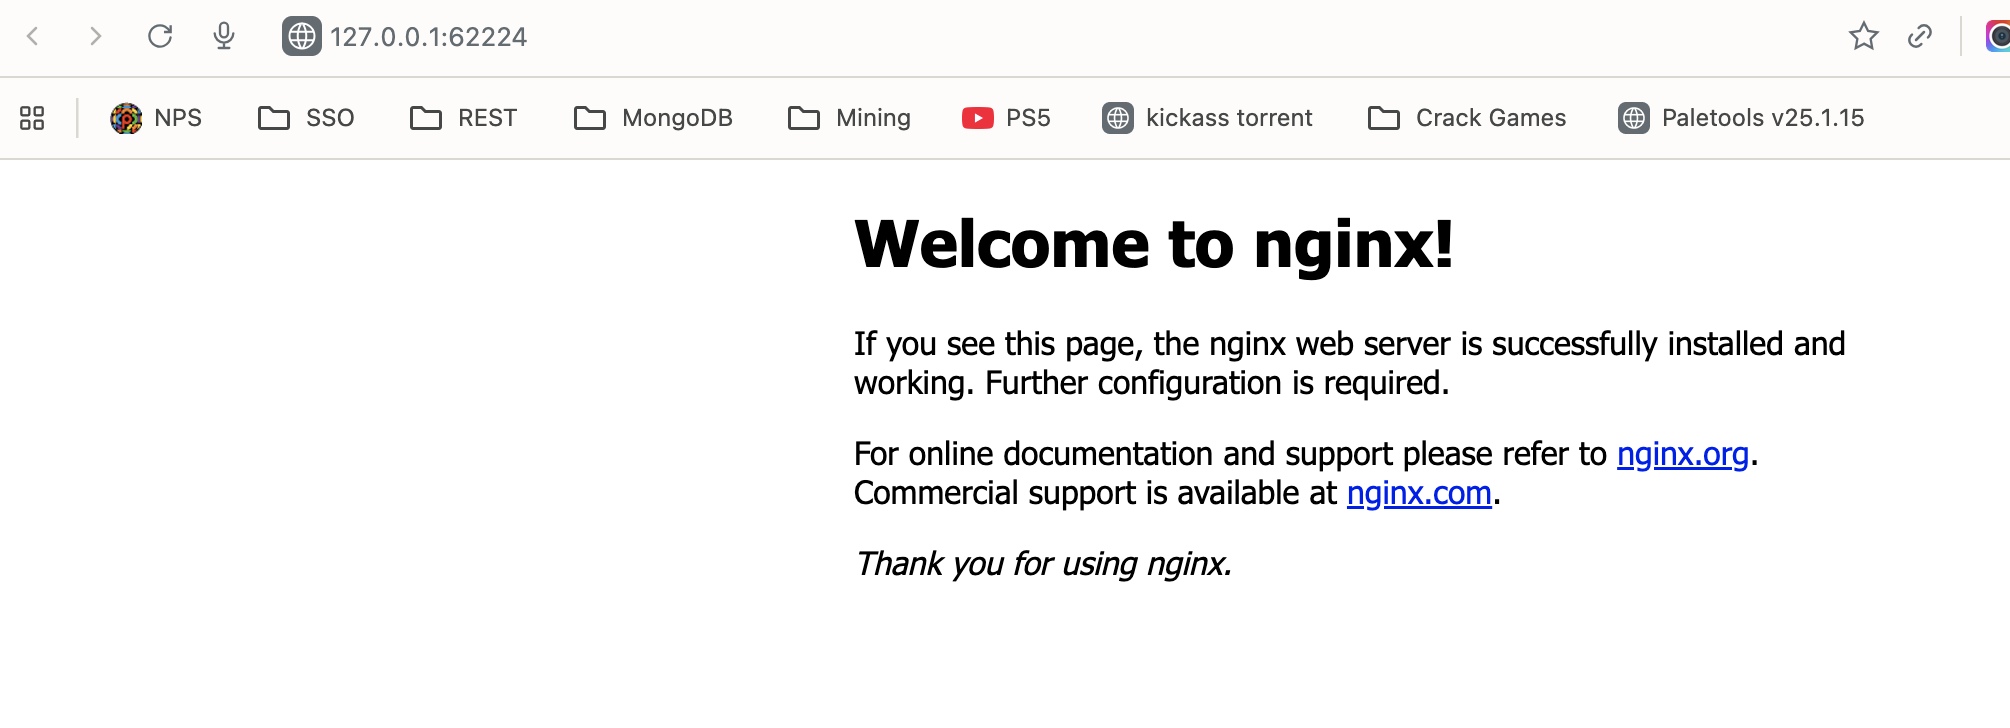 127.0.0.1:62224
NPS SSO REST MongoDB Mining PS5 kickass torrent Crack Games Paletools v25.1.15
Welcome to nginx!
If you see this page, the nginx web server is successfully installed and
working. Further configuration is required.
For online documentation and support please refer to nginx.org.
Commercial support is available at nginx.com.
Thank you for using nginx.